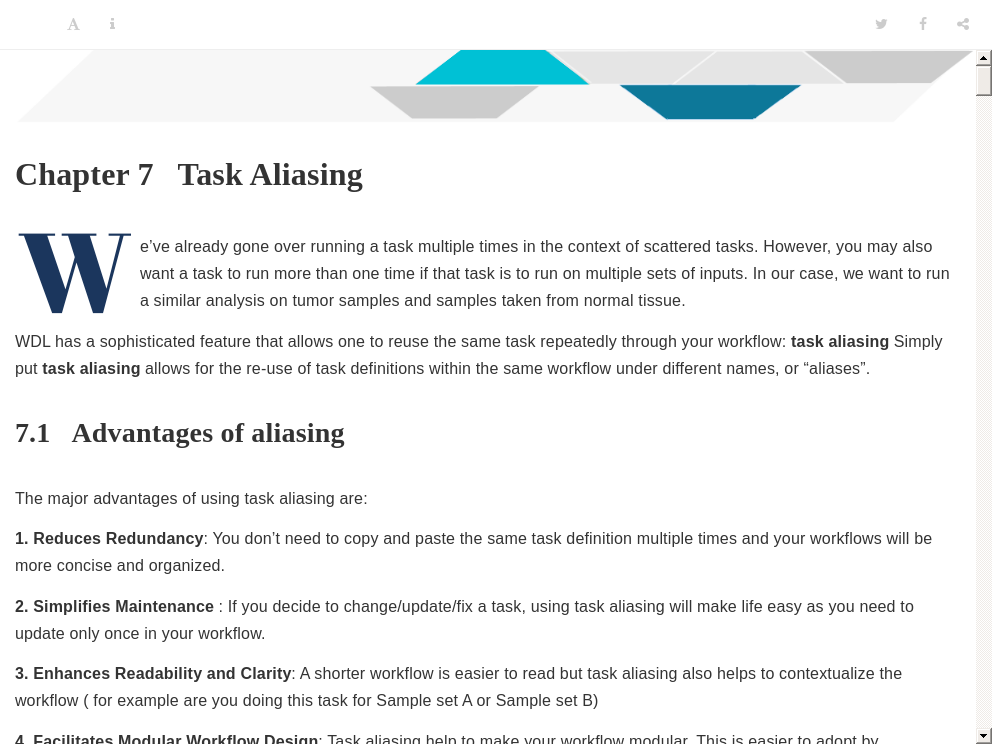 Chapter 7 Task Aliasing
We’ve already gone over running a task multiple times in the context of scattered tasks. However, you may also
want a task to run more than one time if that task is to run on multiple sets of inputs. In our case, we want to run
a similar analysis on tumor samples and samples taken from normal tissue.
WDL has a sophisticated feature that allows one to reuse the same task repeatedly through your workflow: task aliasing Simply
put task aliasing allows for the re-use of task definitions within the same workflow under different names, or “aliases”.
7.1 Advantages of aliasing
The major advantages of using task aliasing are:
1. Reduces Redundancy: You don’t need to copy and paste the same task definition multiple times and your workflows will be
more concise and organized.
2. Simplifies Maintenance : If you decide to change/update/fix a task, using task aliasing will make life easy as you need to
update only once in your workflow.
3. Enhances Readability and Clarity: A shorter workflow is easier to read but task aliasing also helps to contextualize the
workflow ( for example are you doing this task for Sample set A or Sample set B)
4. Facilitates Modular Workflow Design: Task aliasing help to make your workflow modular. This is easier to adopt by